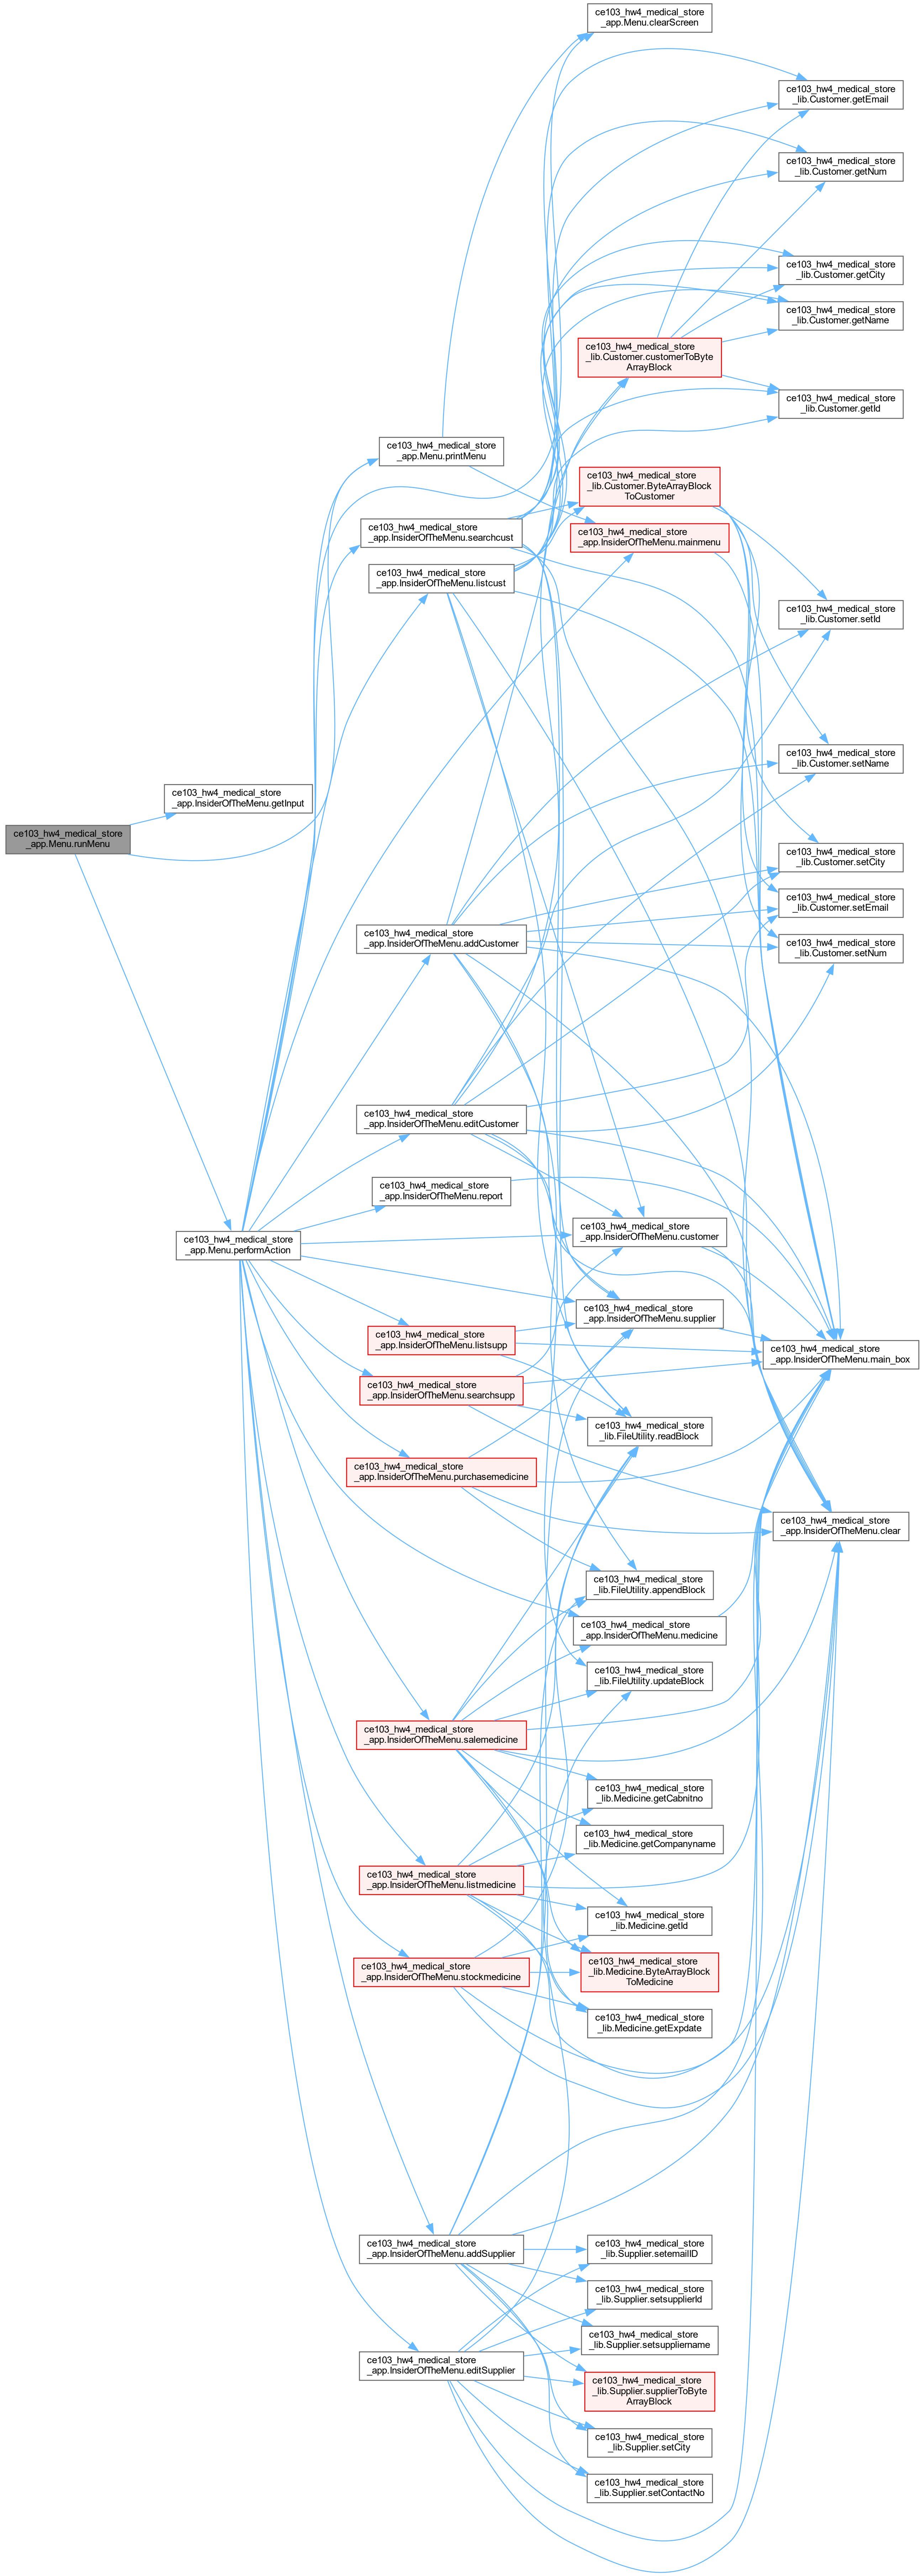 ce103_hw4_medical_store
_app.Menu.clearScreen
ce103_hw4_medical_store
_lib.Customer.getEmail
ce103_hw4_medical_store
_lib.Customer.getNum
ce103_hw4_medical_store
_lib.Customer.getCity
ce103_hw4_medical_store
_lib.Customer.getName
ce103_hw4_medical_store
_lib.Customer.customerToByte
ArrayBlock
ce103_hw4_medical_store
_lib.Customer.getId
ce103_hw4_medical_store
_app.Menu.printMenu
ce103_hw4_medical_store
_lib.Customer.ByteArrayBlock
ToCustomer
ce103_hw4_medical_store
_app.InsiderOfTheMenu.searchcust
ce103_hw4_medical_store
_app.InsiderOfTheMenu.mainmenu
ce103_hw4_medical_store
_app.InsiderOfTheMenu.listcust
ce103_hw4_medical_store
_lib.Customer.setId
ce103_hw4_medical_store
_lib.Customer.setName
ce103_hw4_medical_store
_app.InsiderOfTheMenu.getInput
ce103_hw4_medical_store
_app.Menu.runMenu
ce103_hw4_medical_store
_lib.Customer.setCity
ce103_hw4_medical_store
_lib.Customer.setEmail
ce103_hw4_medical_store
_app.InsiderOfTheMenu.addCustomer
ce103_hw4_medical_store
_lib.Customer.setNum
ce103_hw4_medical_store
_app.InsiderOfTheMenu.editCustomer
ce103_hw4_medical_store
_app.InsiderOfTheMenu.report
ce103_hw4_medical_store
_app.InsiderOfTheMenu.customer
ce103_hw4_medical_store
_app.Menu.performAction
ce103_hw4_medical_store
_app.InsiderOfTheMenu.supplier
ce103_hw4_medical_store
_app.InsiderOfTheMenu.listsupp
ce103_hw4_medical_store
_app.InsiderOfTheMenu.main_box
ce103_hw4_medical_store
_app.InsiderOfTheMenu.searchsupp
ce103_hw4_medical_store
_lib.FileUtility.readBlock
ce103_hw4_medical_store
_app.InsiderOfTheMenu.purchasemedicine
ce103_hw4_medical_store
_app.InsiderOfTheMenu.clear
ce103_hw4_medical_store
_lib.FileUtility.appendBlock
ce103_hw4_medical_store
_app.InsiderOfTheMenu.medicine
ce103_hw4_medical_store
_lib.FileUtility.updateBlock
ce103_hw4_medical_store
_app.InsiderOfTheMenu.salemedicine
ce103_hw4_medical_store
_lib.Medicine.getCabnitno
ce103_hw4_medical_store
_lib.Medicine.getCompanyname
ce103_hw4_medical_store
_app.InsiderOfTheMenu.listmedicine
ce103_hw4_medical_store
_lib.Medicine.getId
ce103_hw4_medical_store
_app.InsiderOfTheMenu.stockmedicine
ce103_hw4_medical_store
_lib.Medicine.ByteArrayBlock
ToMedicine
ce103_hw4_medical_store
_lib.Medicine.getExpdate
ce103_hw4_medical_store
_app.InsiderOfTheMenu.addSupplier
ce103_hw4_medical_store
_lib.Supplier.setemailID
ce103_hw4_medical_store
_lib.Supplier.setsupplierId
ce103_hw4_medical_store
_lib.Supplier.setsuppliername
ce103_hw4_medical_store
_app.InsiderOfTheMenu.editSupplier
ce103_hw4_medical_store
_lib.Supplier.supplierToByte
ArrayBlock
ce103_hw4_medical_store
_lib.Supplier.setCity
ce103_hw4_medical_store
_lib.Supplier.setContactNo